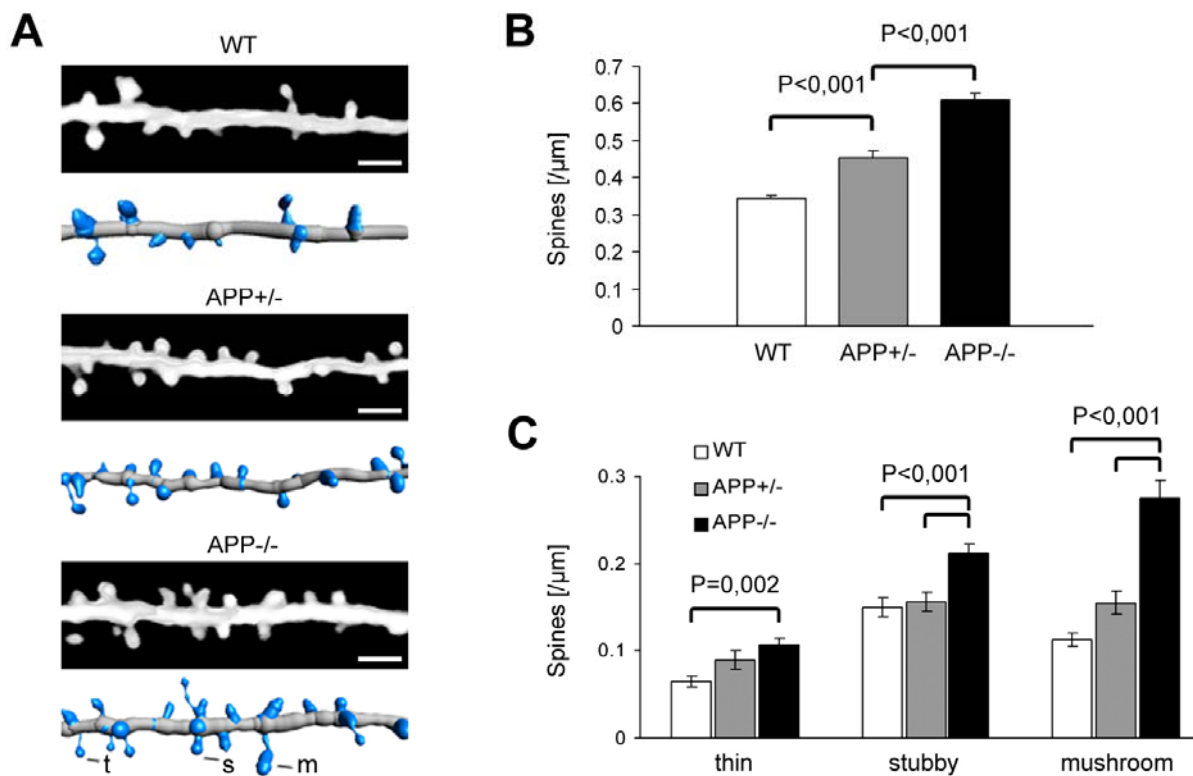 A
WT
APP+/-
APP-/-
t
s
m
B
P<0,001
P<0,001
0.7
0.6
0.5
0.4
0.3
0.2
0.1
0
Spines [/µm]
WT
APP+/-
APP-/-
C
WT
APP+/-
APP-/-
P<0,001
P<0,001
P=0,002
0.3
0.2
0.1
0
Spines [/µm]
thin
stubby
mushroom